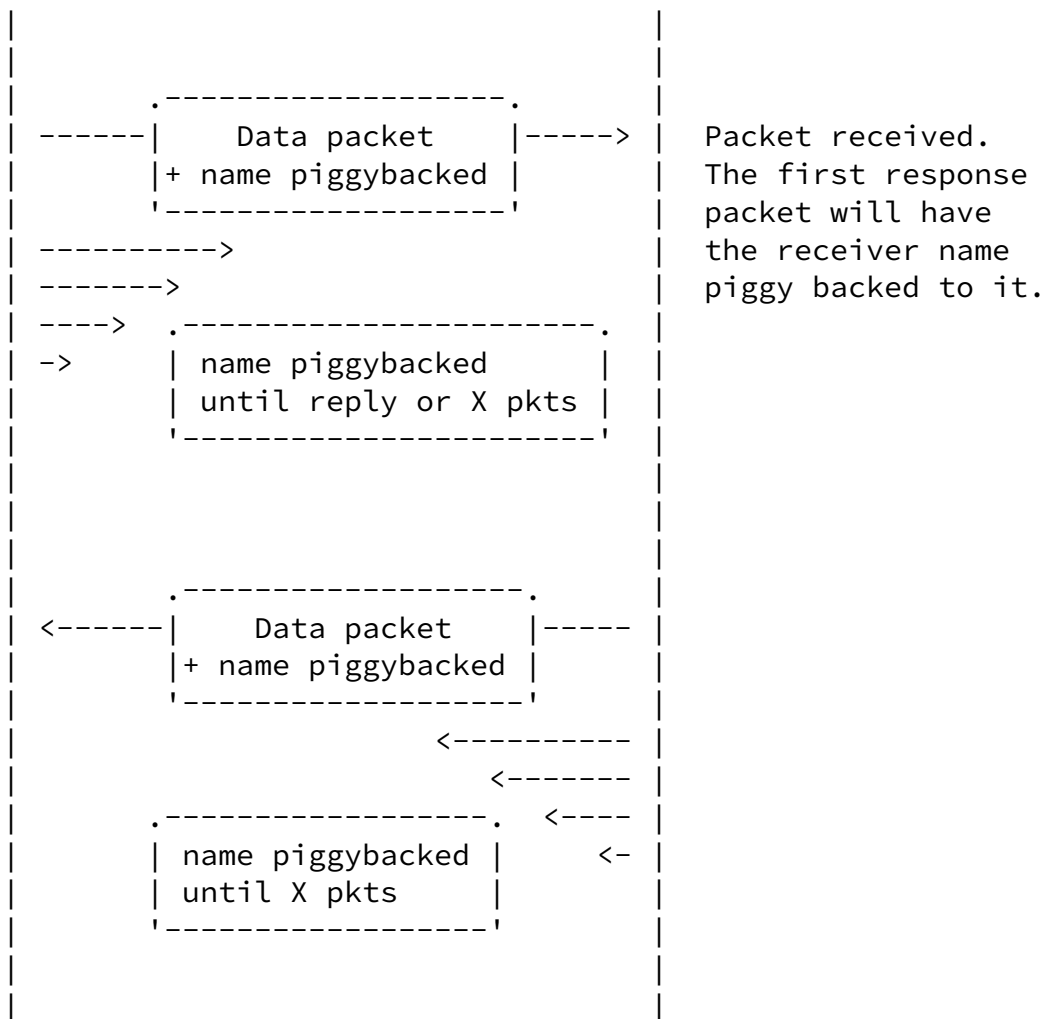 Data packet
+ name piggybacked
Packet received.
The first response
packet will have
the receiver name
piggy backed to it.
name piggybacked
until reply or X pkts
Data packet
+ name piggybacked
name piggybacked
until X pkts